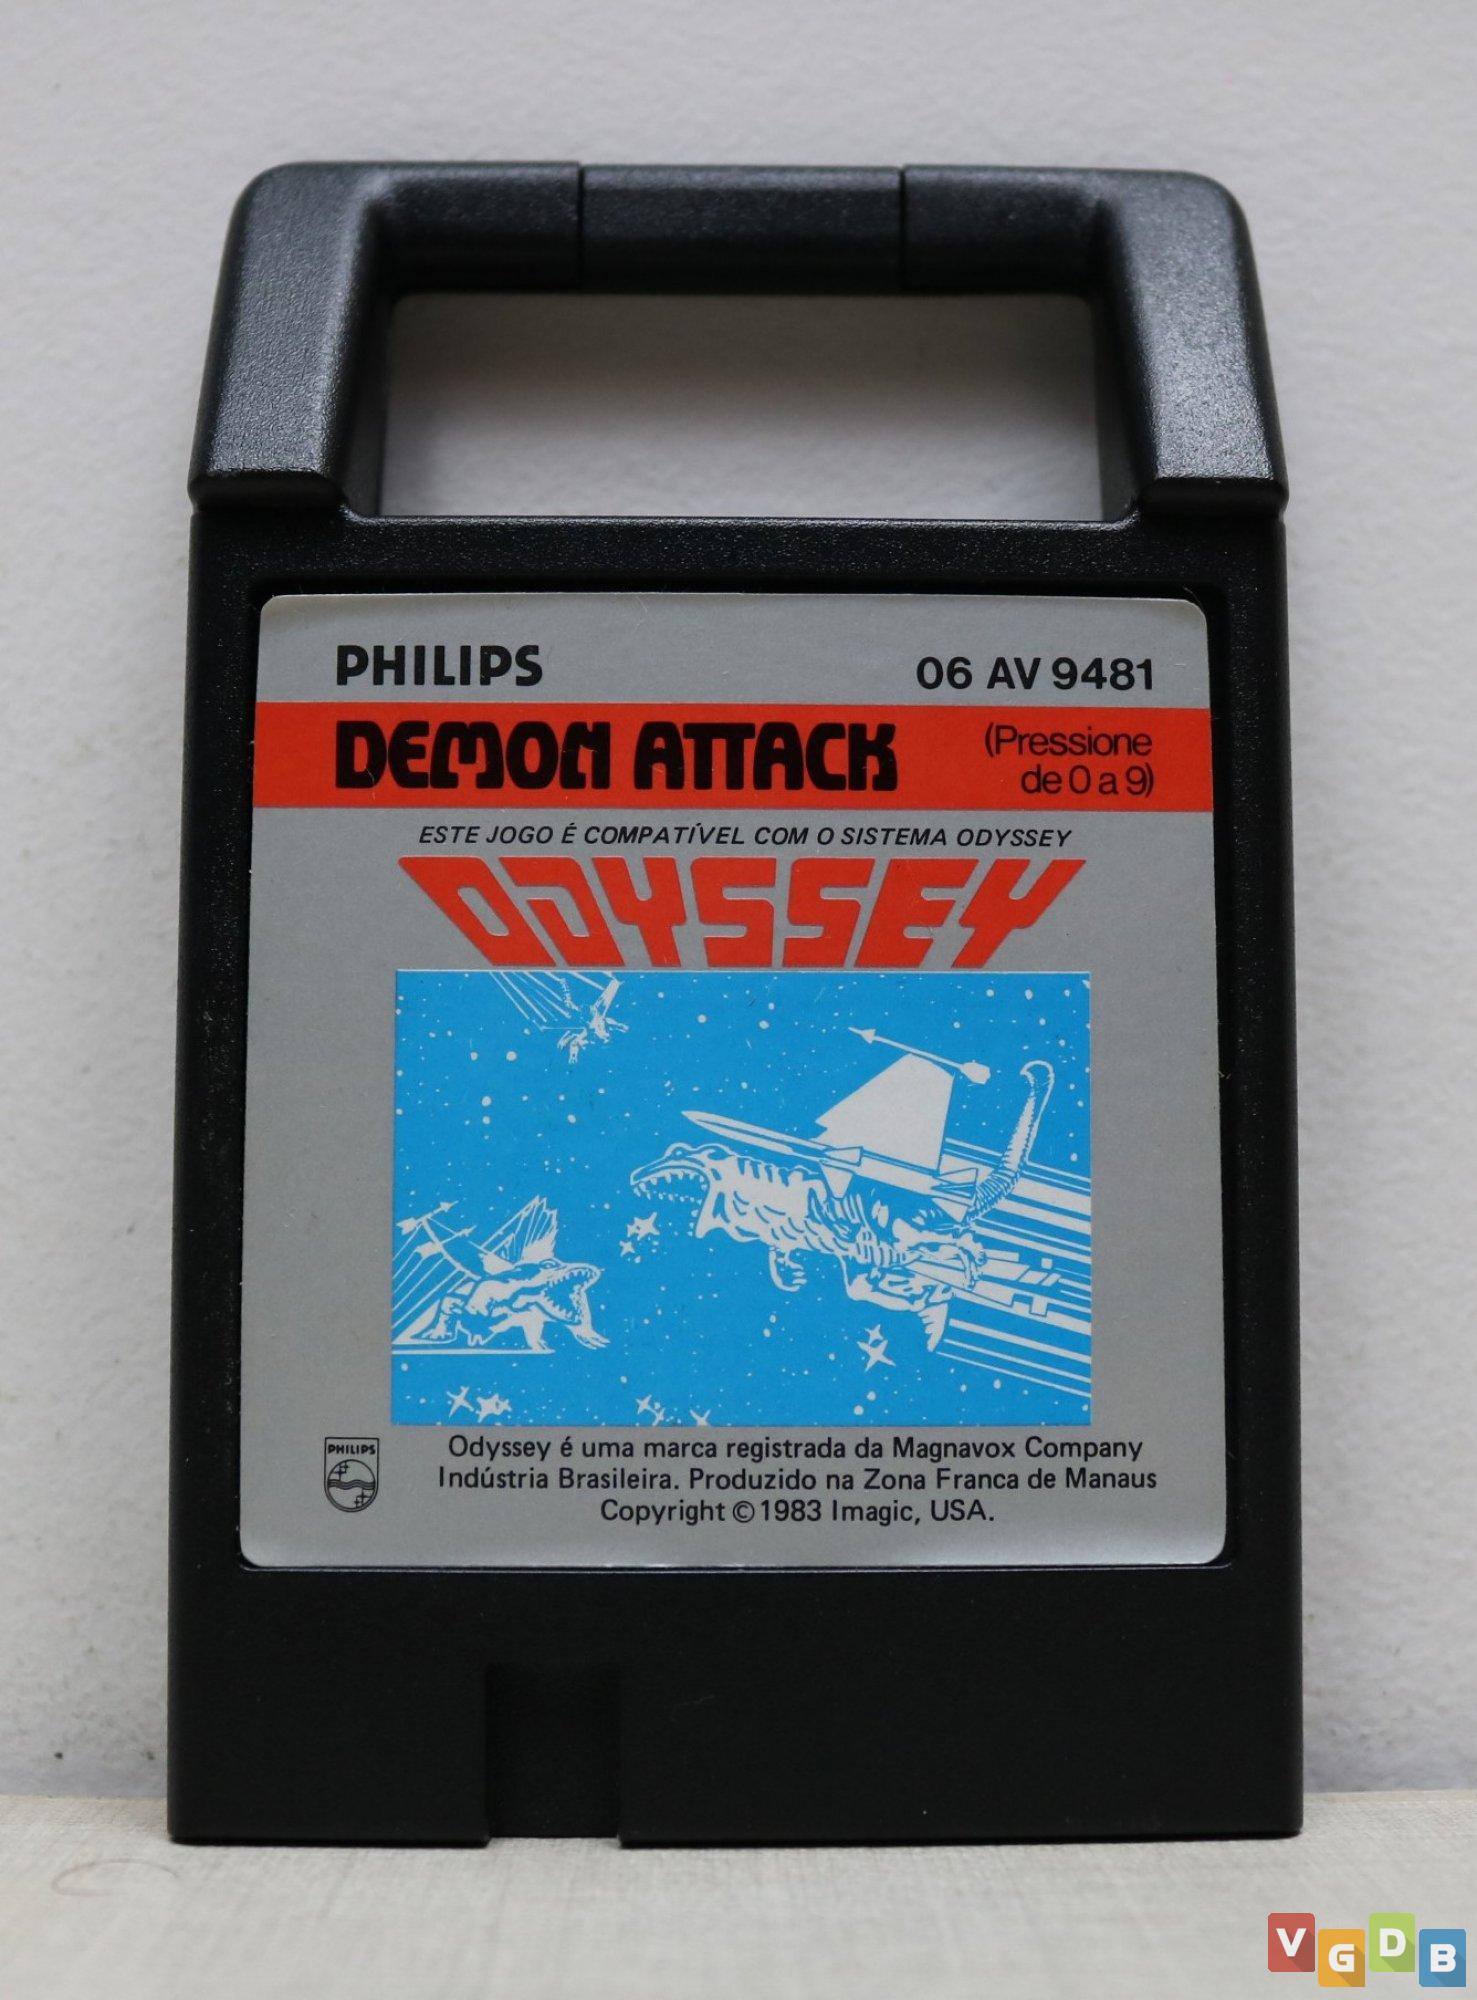 PHILIPS
06 AV 9481
DEMON ATTACK
(Pressione
de 0 a 9)
ESTE JOGO É COMPATÍVEL COM O SISTEMA ODYSSEY
ODYSSEY
PHILIPS
Odyssey é uma marca registrada da Magnavox Company
Indústria Brasileira. Produzido na Zona Franca de Manaus
Copyright © 1983 Imagic, USA.
VGDB